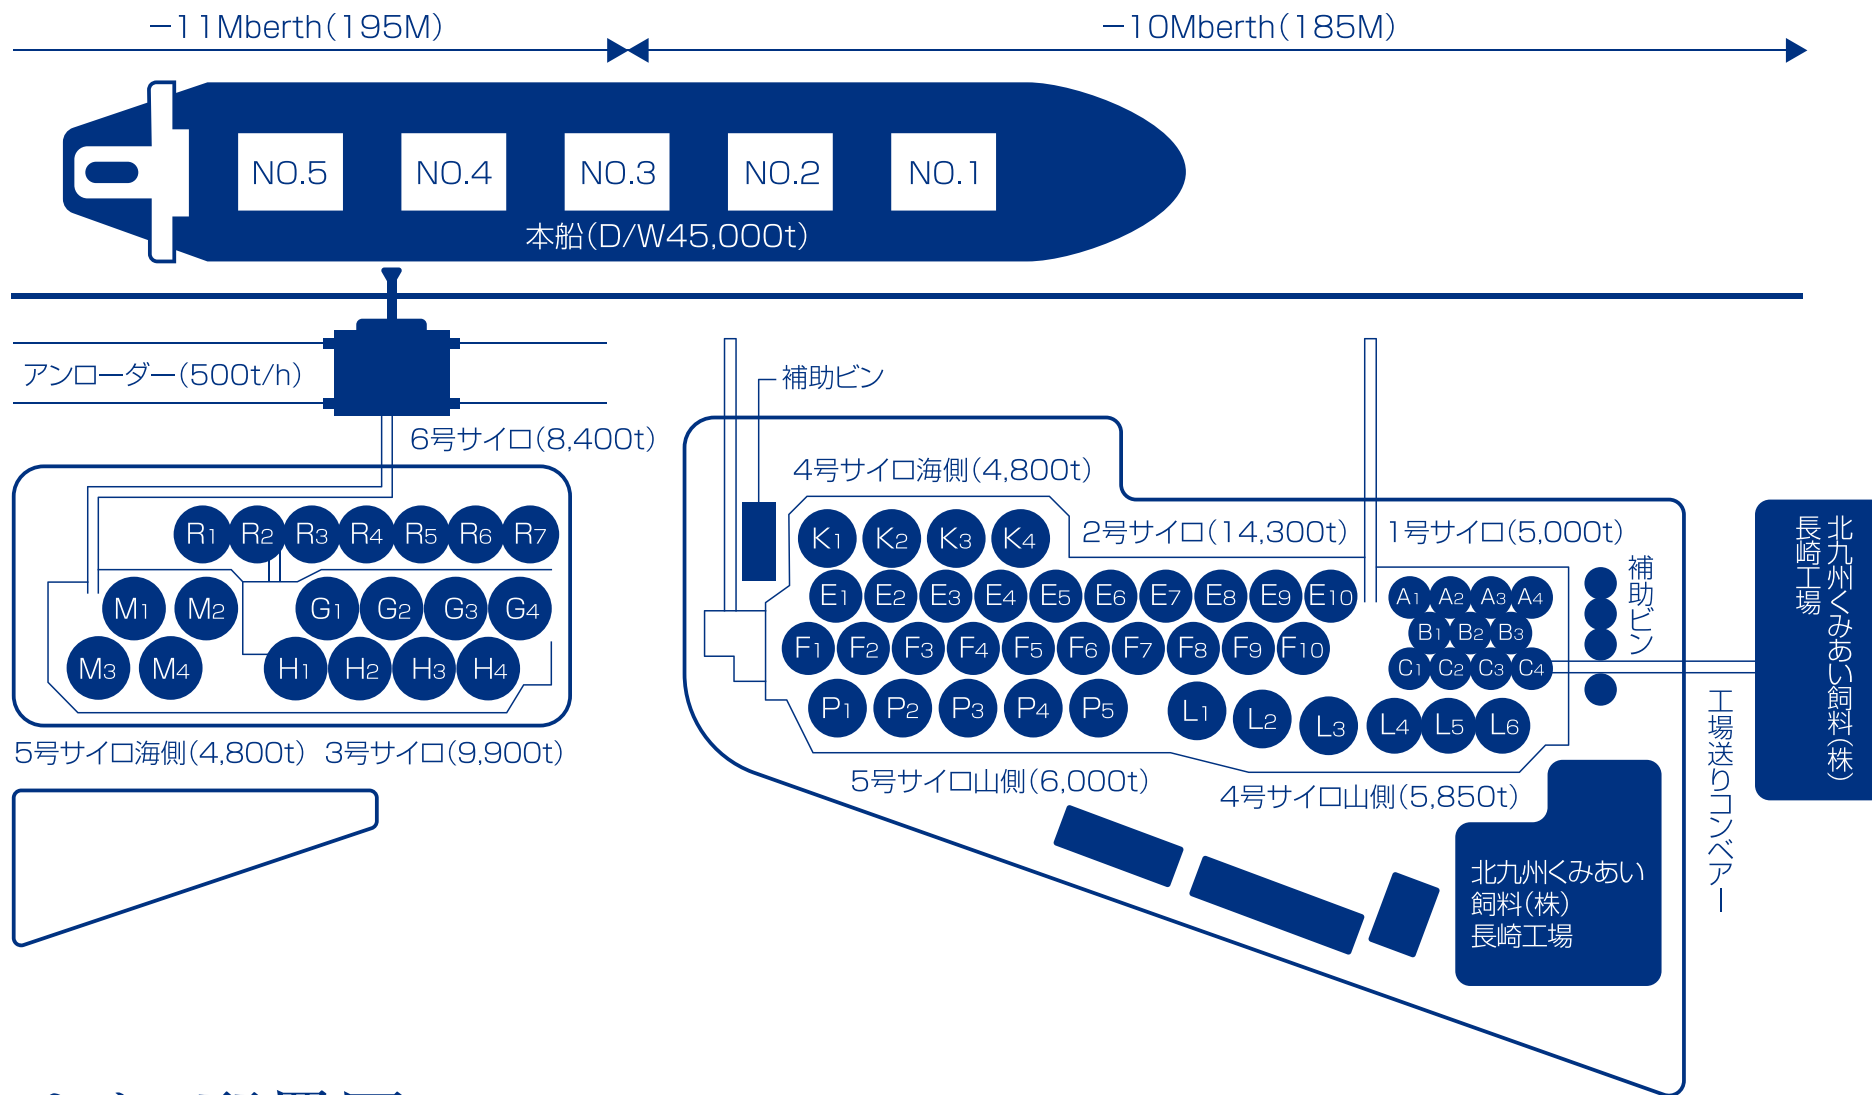 −11Mberth(195M)
−10Mberth(185M)
NO.5
NO.4
NO.3
NO.2
NO.1
本船(D/W45,000t)
アンローダー(500t/h)
補助ビン
6号サイロ(8,400t)
4号サイロ海側(4,800t)
2号サイロ(14,300t)
1号サイロ(5,000t)
R1 R2 R3 R4 R5 R6 R7
M1 M2
G1 G2 G3 G4
M3 M4
H1 H2 H3 H4
5号サイロ海側(4,800t)
3号サイロ(9,900t)
K1 K2 K3 K4
E1 E2 E3 E4 E5 E6 E7 E8 E9 E10
F1 F2 F3 F4 F5 F6 F7 F8 F9 F10
P1 P2 P3 P4 P5
L1 L2 L3 L4 L5 L6
A1 A2 A3 A4
B1 B2 B3
C1 C2 C3 C4
補助ビン
5号サイロ山側(6,000t)
4号サイロ山側(5,850t)
工場送りコンベアー
北九州くみあい飼料(株)
長崎工場
北九州くみあい
飼料(株)
長崎工場